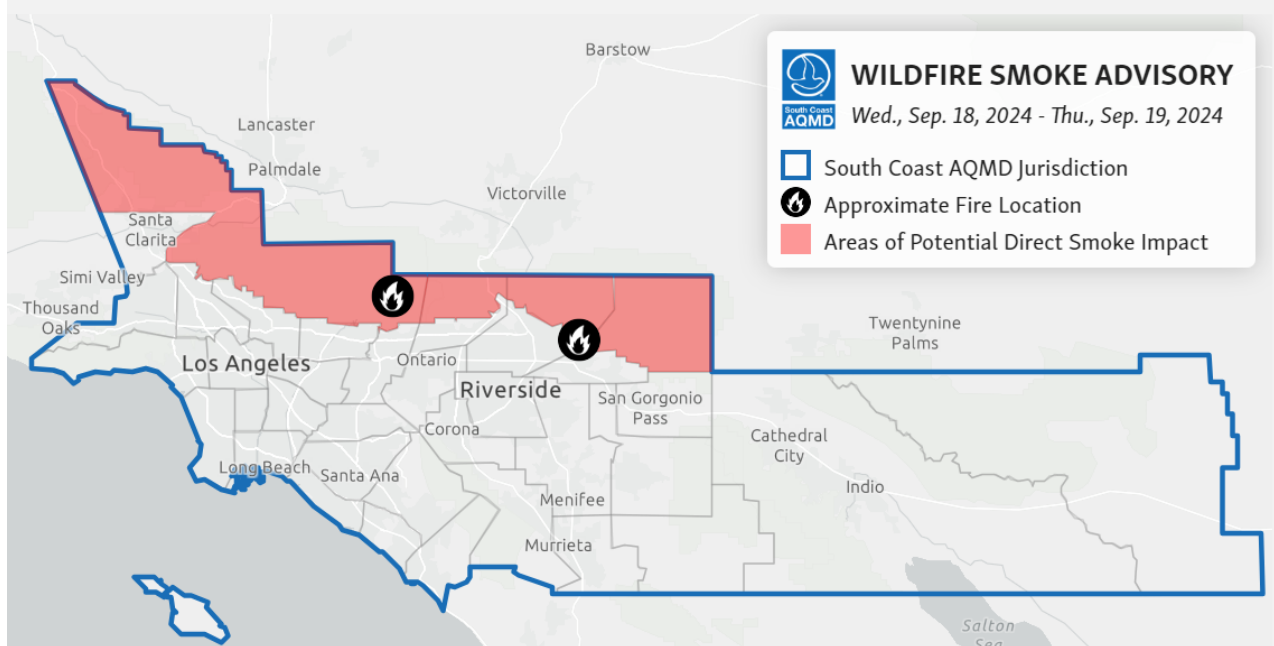 WILDFIRE SMOKE ADVISORY
Wed., Sep. 18, 2024 - Thu., Sep. 19, 2024
South Coast
AQMD
South Coast AQMD Jurisdiction
Approximate Fire Location
Areas of Potential Direct Smoke Impact
Barstow
Lancaster
Palmdale
Victorville
Santa
Clarita
Simi Valley
Thousand
Oaks
Twentynine
Palms
Los Angeles
Ontario
Riverside
San Gorgonio
Pass
Corona
Cathedral
City
Long Beach
Santa Ana
Indio
Menifee
Murrieta
Salton
Sea